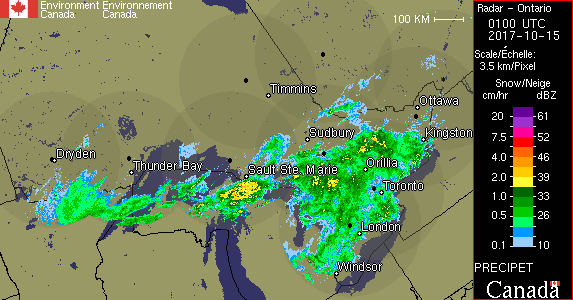 Environment Environnement
Canada Canada
100 KM
Timmins
Ottawa
Sudbury
Kingston
Dryden
Thunder Bay
Sault Ste. Marie
Orillia
Toronto
London
Windsor
Radar - Ontario
0100 UTC
2017-10-15
Scale/Échelle:
3.5 km/Pixel
Snow/Neige
cm/hr dBZ
20 61
7.5 52
4.0 46
2.0 39
1.0 33
0.5 26
0.1 10
PRECIPET
Canada